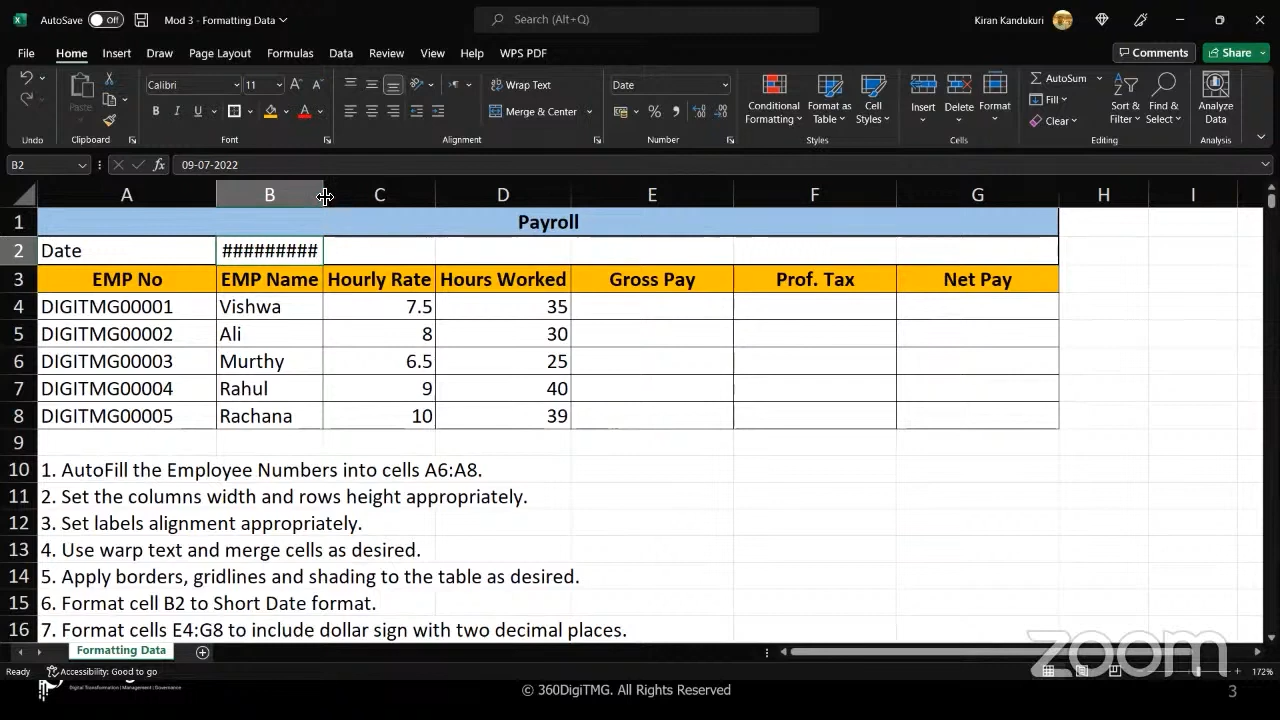 AutoSave Off Mod 3 - Formatting Data Search (Alt+Q) Kiran Kandukuri
File Home Insert Draw Page Layout Formulas Data Review View Help WPS PDF Comments Share
Calibri 11 Wrap Text Date AutoSum
Paste B I U Merge & Center % Conditional Formatting Format as Table Cell Styles Insert Delete Format Fill Clear Sort & Filter Find & Select Analyze Data
Undo Clipboard Font Alignment Number Styles Cells Editing Analysis
B2 fx 09-07-2022
A B C D E F G H I
1 Payroll
2 Date #########
3 EMP No EMP Name Hourly Rate Hours Worked Gross Pay Prof. Tax Net Pay
4 DIGITMG00001 Vishwa 7.5 35
5 DIGITMG00002 Ali 8 30
6 DIGITMG00003 Murthy 6.5 25
7 DIGITMG00004 Rahul 9 40
8 DIGITMG00005 Rachana 10 39
9
10 1. AutoFill the Employee Numbers into cells A6:A8.
11 2. Set the columns width and rows height appropriately.
12 3. Set labels alignment appropriately.
13 4. Use warp text and merge cells as desired.
14 5. Apply borders, gridlines and shading to the table as desired.
15 6. Format cell B2 to Short Date format.
16 7. Format cells E4:G8 to include dollar sign with two decimal places.
Formatting Data
zoom
Ready Accessibility: Good to go 172%
Digital Transformation | Management | Governance
© 360DigiTMG. All Rights Reserved 3